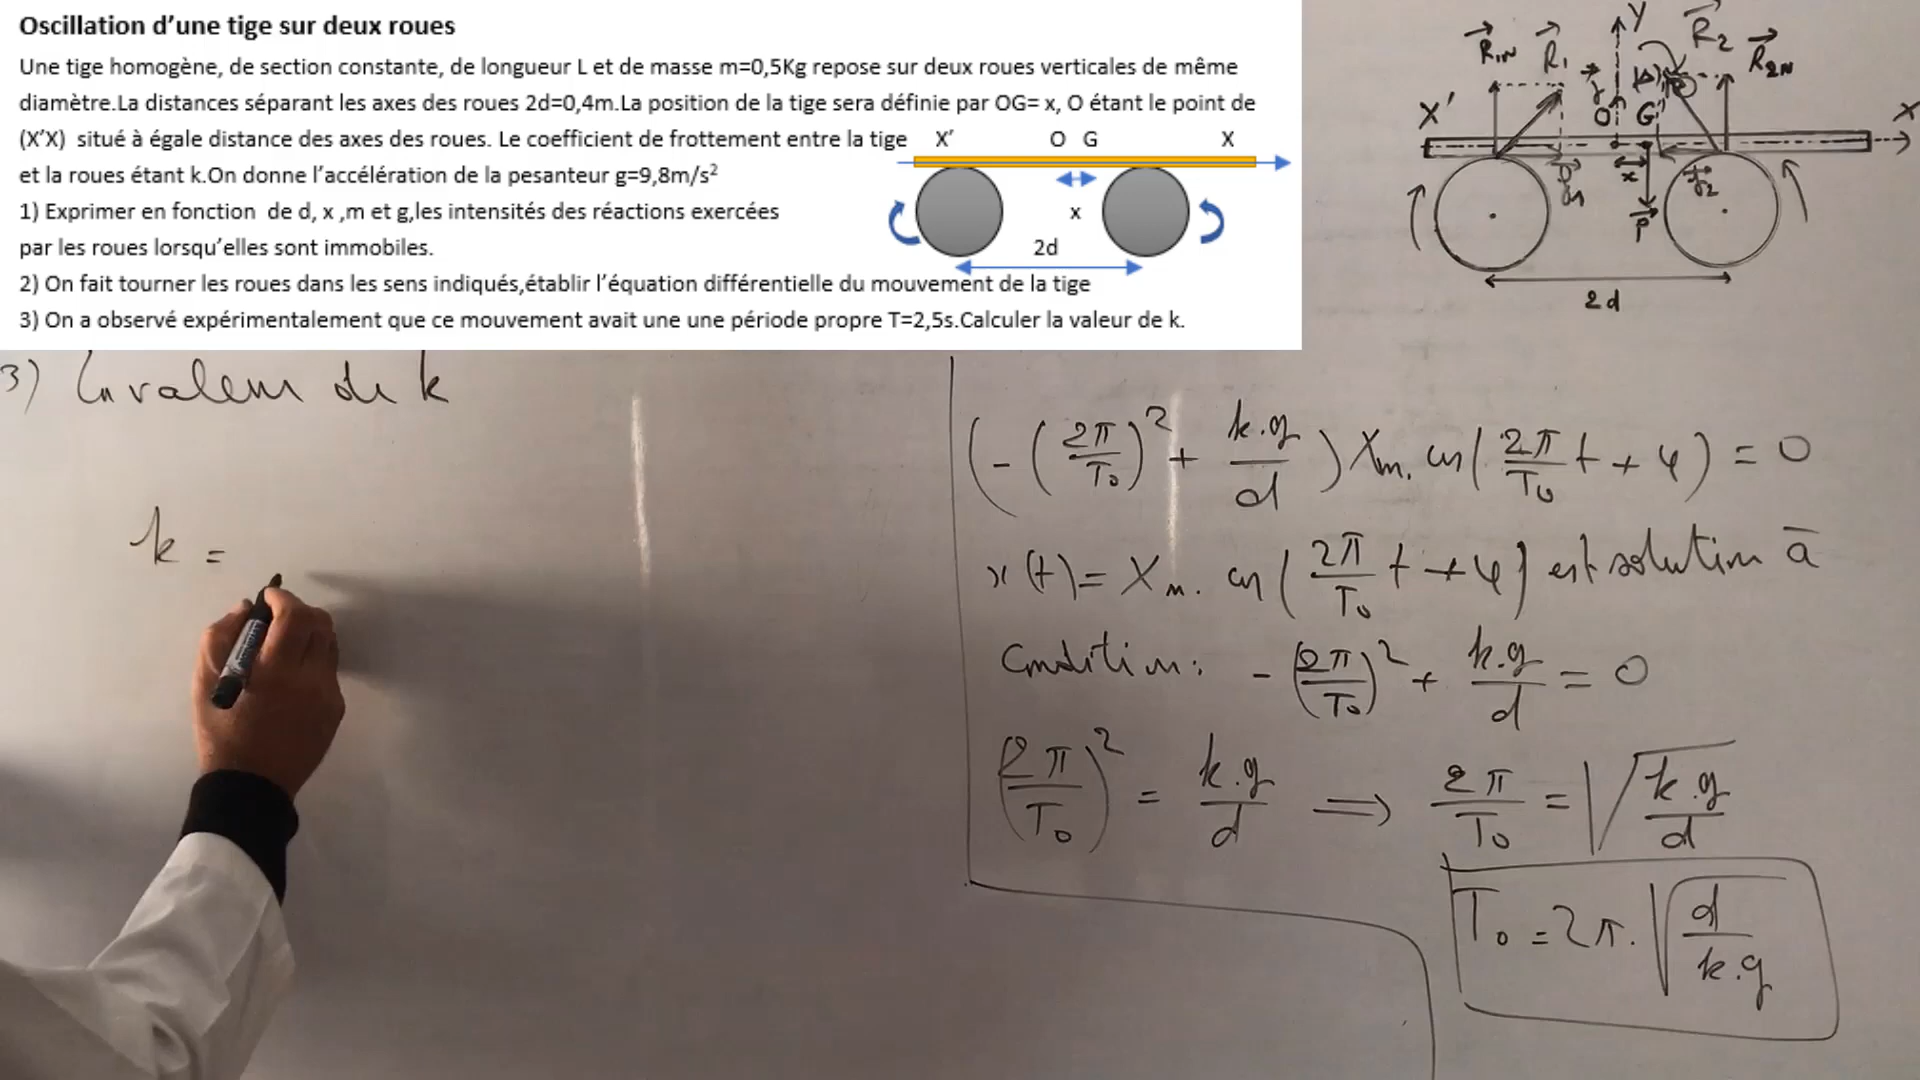 Oscillation d’une tige sur deux roues
Une tige homogène, de section constante, de longueur L et de masse m=0,5Kg repose sur deux roues verticales de même
diamètre.La distances séparant les axes des roues 2d=0,4m.La position de la tige sera définie par OG= x, O étant le point de
(X’X) situé à égale distance des axes des roues. Le coefficient de frottement entre la tige
et la roues étant k.On donne l’accélération de la pesanteur g=9,8m/s²
1) Exprimer en fonction de d, x ,m et g,les intensités des réactions exercées
par les roues lorsqu’elles sont immobiles.
2) On fait tourner les roues dans les sens indiqués,établir l’équation différentielle du mouvement de la tige
3) On a observé expérimentalement que ce mouvement avait une une période propre T=2,5s.Calculer la valeur de k.
X’ O G X
x
2d
R₁N R₁ Y R₂ R₂N
X' O G X
x
P
2d
3) La valeur de k
k =
(-(2π/T₀)² + k.g/d) Xm. cos(2π/T₀ t + φ) = 0
x(t) = Xm. cos(2π/T₀ t + φ) est solution à
Condition: -(2π/T₀)² + k.g/d = 0
(2π/T₀)² = k.g/d ⟹ 2π/T₀ = √(k.g/d)
T₀ = 2π. √(d/k.g)